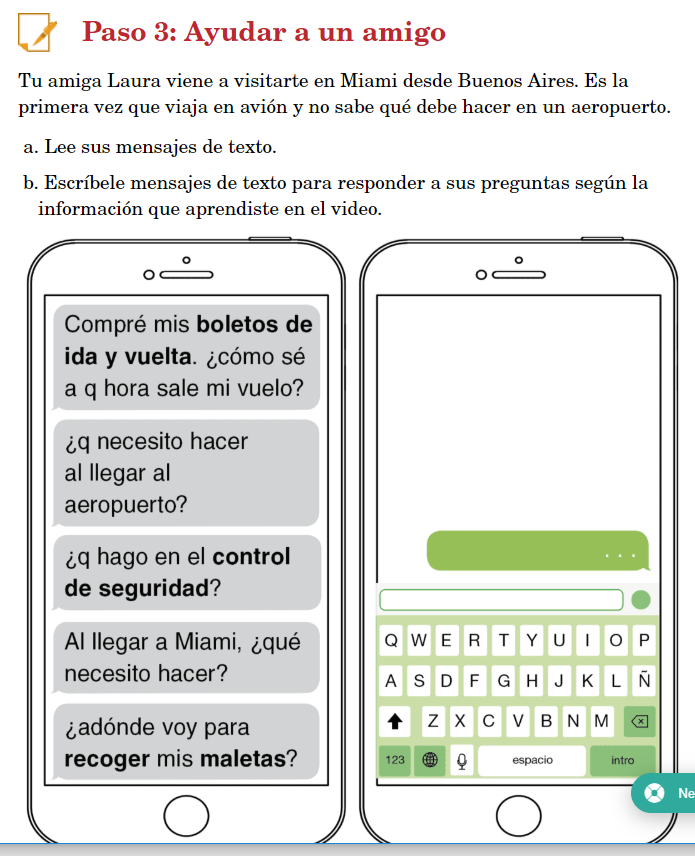 Paso 3: Ayudar a un amigo
Tu amiga Laura viene a visitarte en Miami desde Buenos Aires. Es la
primera vez que viaja en avión y no sabe qué debe hacer en un aeropuerto.
a. Lee sus mensajes de texto.
b. Escríbele mensajes de texto para responder a sus preguntas según la
información que aprendiste en el video.
Compré mis boletos de
ida y vuelta. ¿cómo sé
a q hora sale mi vuelo?
¿q necesito hacer
al llegar al
aeropuerto?
¿q hago en el control
de seguridad?
Al llegar a Miami, ¿qué
necesito hacer?
¿adónde voy para
recoger mis maletas?
. . .
Q W E R T Y U I O P
A S D F G H J K L Ñ
Z X C V B N M
123 espacio intro
Ne